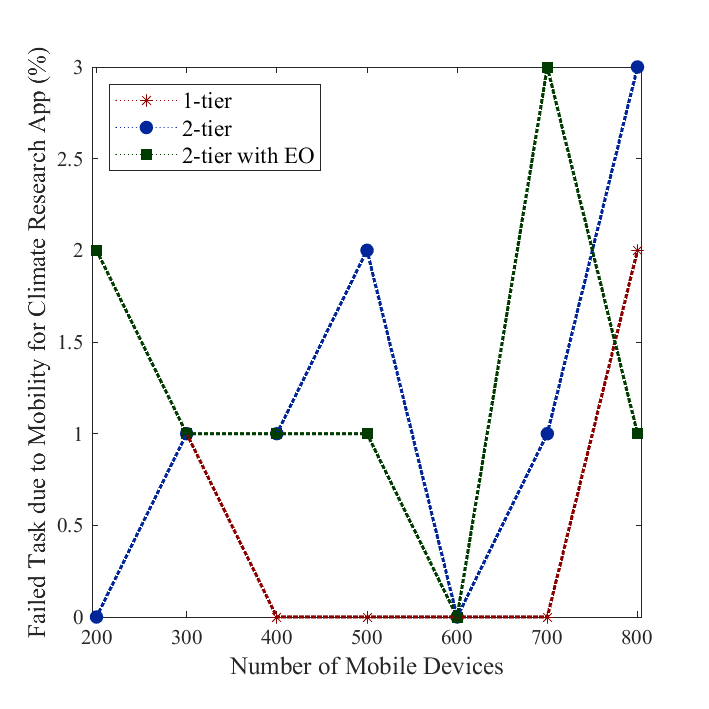 Failed Task due to Mobility for Climate Research App (%)
3
2.5
2
1.5
1
0.5
0
1-tier
2-tier
2-tier with EO
200 300 400 500 600 700 800
Number of Mobile Devices